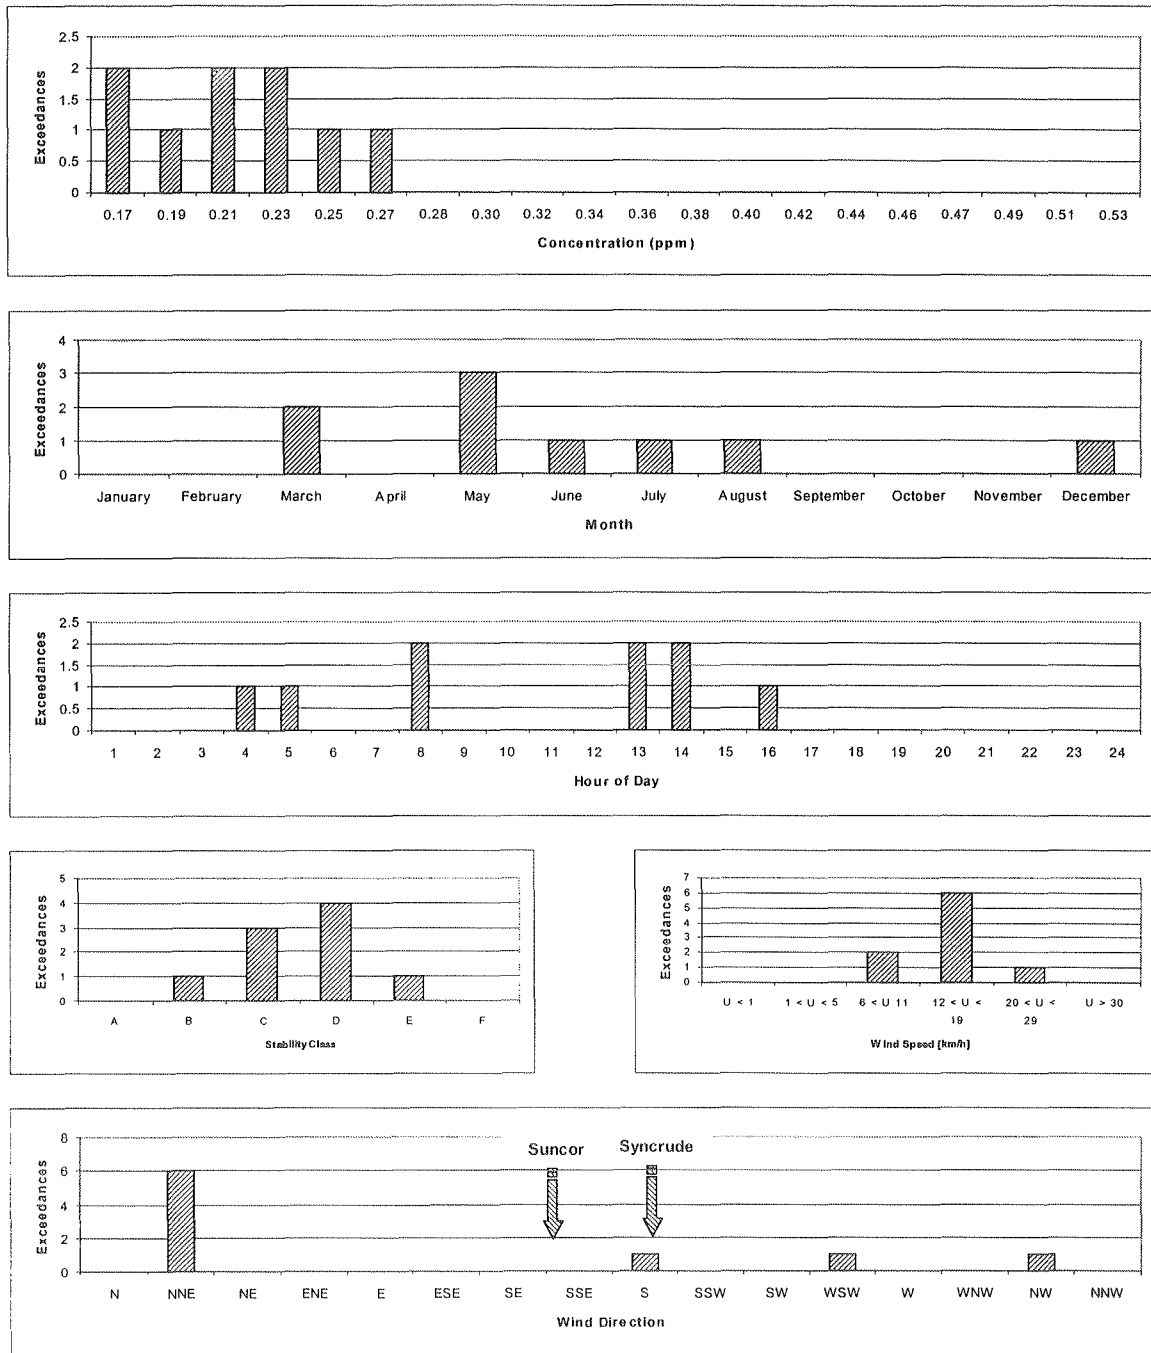 Exceedances
2.5
2
1.5
1
0.5
0
0.17 0.19 0.21 0.23 0.25 0.27 0.28 0.30 0.32 0.34 0.36 0.38 0.40 0.42 0.44 0.46 0.47 0.49 0.51 0.53
Concentration (ppm)
Exceedances
4
3
2
1
0
January February March April May June July August September October November December
Month
Exceedances
2.5
2
1.5
1
0.5
0
1 2 3 4 5 6 7 8 9 10 11 12 13 14 15 16 17 18 19 20 21 22 23 24
Hour of Day
Exceedances
5
4
3
2
1
0
A B C D E F
Stability Class
Exceedances
7
6
5
4
3
2
1
0
U < 1 1 < U < 5 6 < U 11 12 < U < 20 < U < U > 30
19 29
Wind Speed [km/h]
Exceedances
8
6
4
2
0
Suncor Syncrude
N NNE NE ENE E ESE SE SSE S SSW SW WSW W WNW NW NNW
Wind Direction